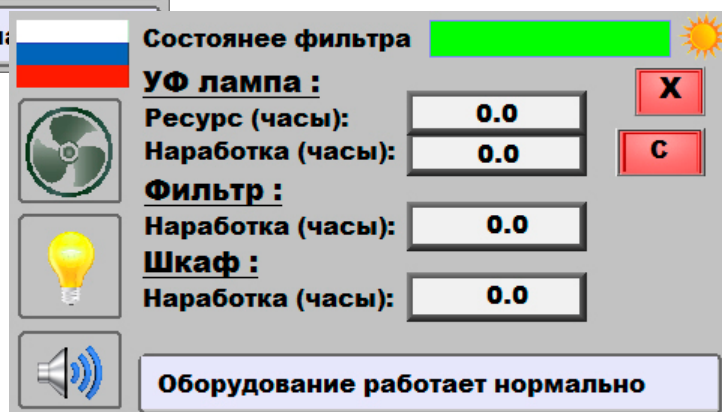 Состоянее фильтра
УФ лампа :
X
Ресурс (часы): 0.0
Наработка (часы): 0.0
C
Фильтр :
Наработка (часы): 0.0
Шкаф :
Наработка (часы): 0.0
Оборудование работает нормально